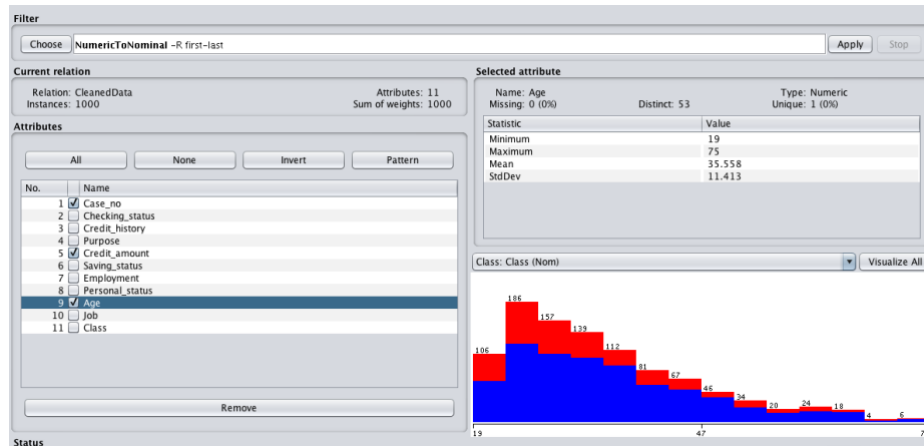 Filter
Choose NumericToNominal -R first-last Apply Stop
Current relation
Relation: CleanedData Attributes: 11
Instances: 1000 Sum of weights: 1000
Attributes
All None Invert Pattern
No. Name
1 Case_no
2 Checking_status
3 Credit_history
4 Purpose
5 Credit_amount
6 Saving_status
7 Employment
8 Personal_status
9 Age
10 Job
11 Class
Remove
Status
Selected attribute
Name: Age Type: Numeric
Missing: 0 (0%) Distinct: 53 Unique: 1 (0%)
Statistic Value
Minimum 19
Maximum 75
Mean 35.558
StdDev 11.413
Class: Class (Nom) Visualize All
186
157
139
106 112
81
67
46
34
20 24 18
4 6
19 47